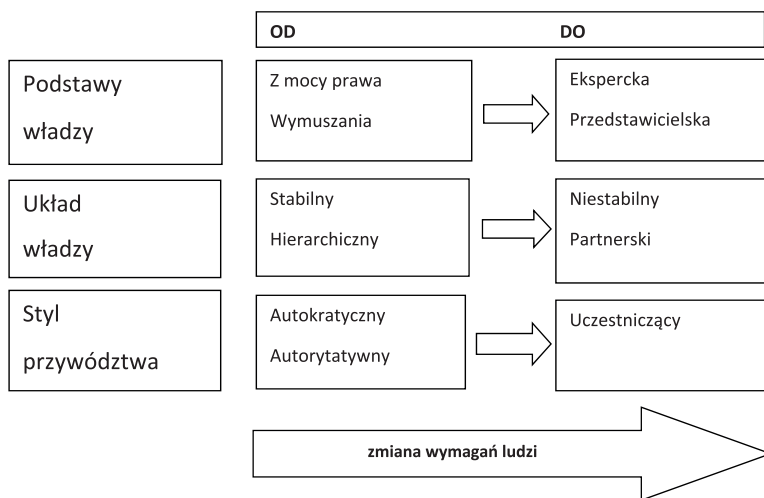 OD DO
Podstawy
władzy
Z mocy prawa
Wymuszania
Ekspercka
Przedstawicielska
Układ
władzy
Stabilny
Hierarchiczny
Niestabilny
Partnerski
Styl
przywództwa
Autokratyczny
Autorytatywny
Uczestniczący
zmiana wymagań ludzi